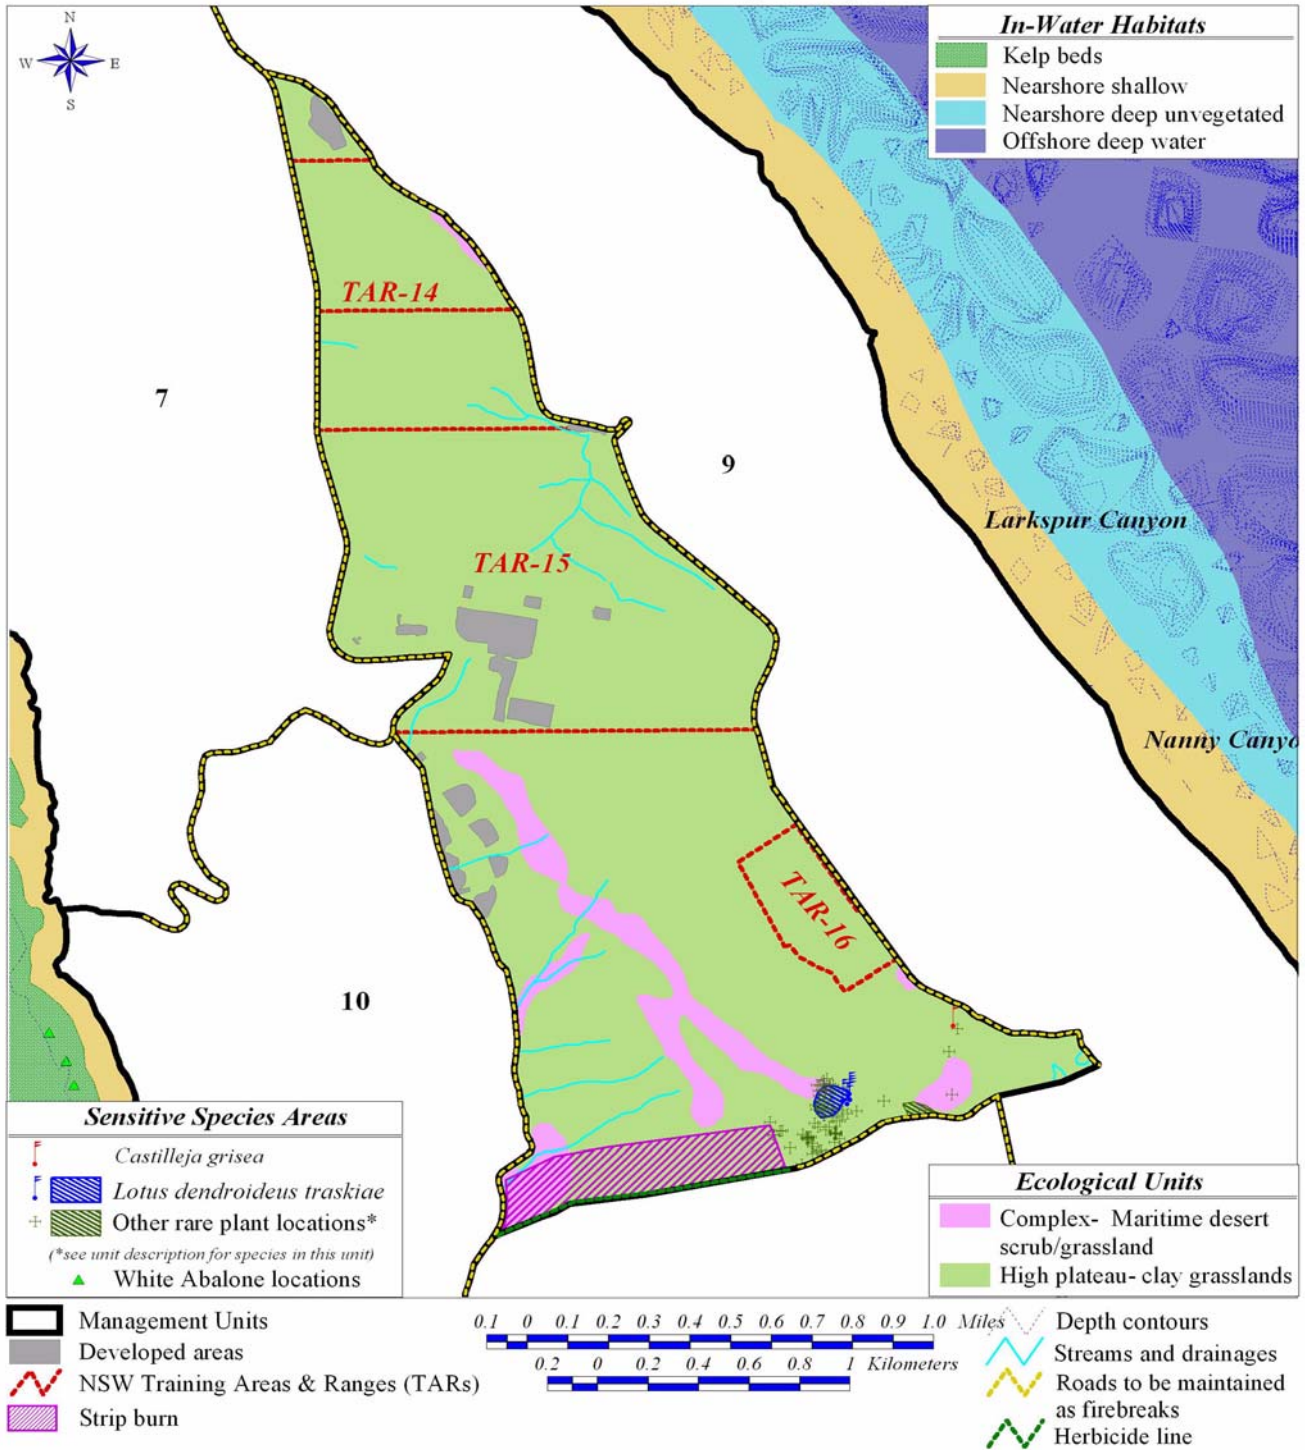 N
W
E
S
In-Water Habitats
Kelp beds
Nearshore shallow
Nearshore deep unvegetated
Offshore deep water
TAR-14
7
9
Larkspur Canyon
TAR-15
Nanny Canyo
TAR-16
10
Sensitive Species Areas
Castilleja grisea
Lotus dendroideus traskiae
Other rare plant locations*
(*see unit description for species in this unit)
White Abalone locations
Ecological Units
Complex- Maritime desert
scrub/grassland
High plateau- clay grasslands
Management Units
Developed areas
NSW Training Areas & Ranges (TARs)
Strip burn
0.1 0 0.1 0.2 0.3 0.4 0.5 0.6 0.7 0.8 0.9 1.0 Miles
0.2 0 0.2 0.4 0.6 0.8 1 Kilometers
Depth contours
Streams and drainages
Roads to be maintained
as firebreaks
Herbicide line